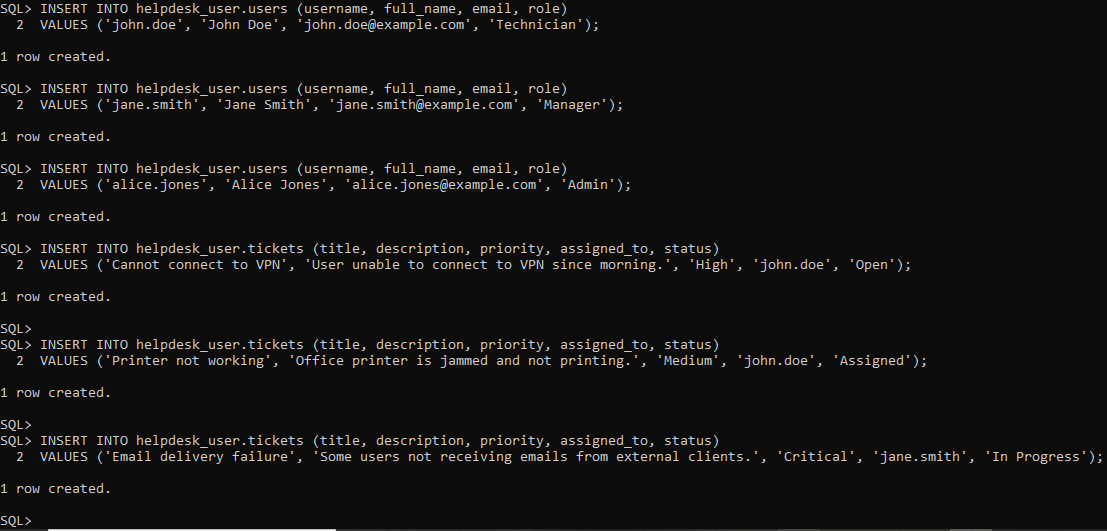 SQL> INSERT INTO helpdesk_user.users (username, full_name, email, role)
  2  VALUES ('john.doe', 'John Doe', 'john.doe@example.com', 'Technician');
1 row created.
SQL> INSERT INTO helpdesk_user.users (username, full_name, email, role)
  2  VALUES ('jane.smith', 'Jane Smith', 'jane.smith@example.com', 'Manager');
1 row created.
SQL> INSERT INTO helpdesk_user.users (username, full_name, email, role)
  2  VALUES ('alice.jones', 'Alice Jones', 'alice.jones@example.com', 'Admin');
1 row created.
SQL> INSERT INTO helpdesk_user.tickets (title, description, priority, assigned_to, status)
  2  VALUES ('Cannot connect to VPN', 'User unable to connect to VPN since morning.', 'High', 'john.doe', 'Open');
1 row created.
SQL>
SQL> INSERT INTO helpdesk_user.tickets (title, description, priority, assigned_to, status)
  2  VALUES ('Printer not working', 'Office printer is jammed and not printing.', 'Medium', 'john.doe', 'Assigned');
1 row created.
SQL>
SQL> INSERT INTO helpdesk_user.tickets (title, description, priority, assigned_to, status)
  2  VALUES ('Email delivery failure', 'Some users not receiving emails from external clients.', 'Critical', 'jane.smith', 'In Progress');
1 row created.
SQL>